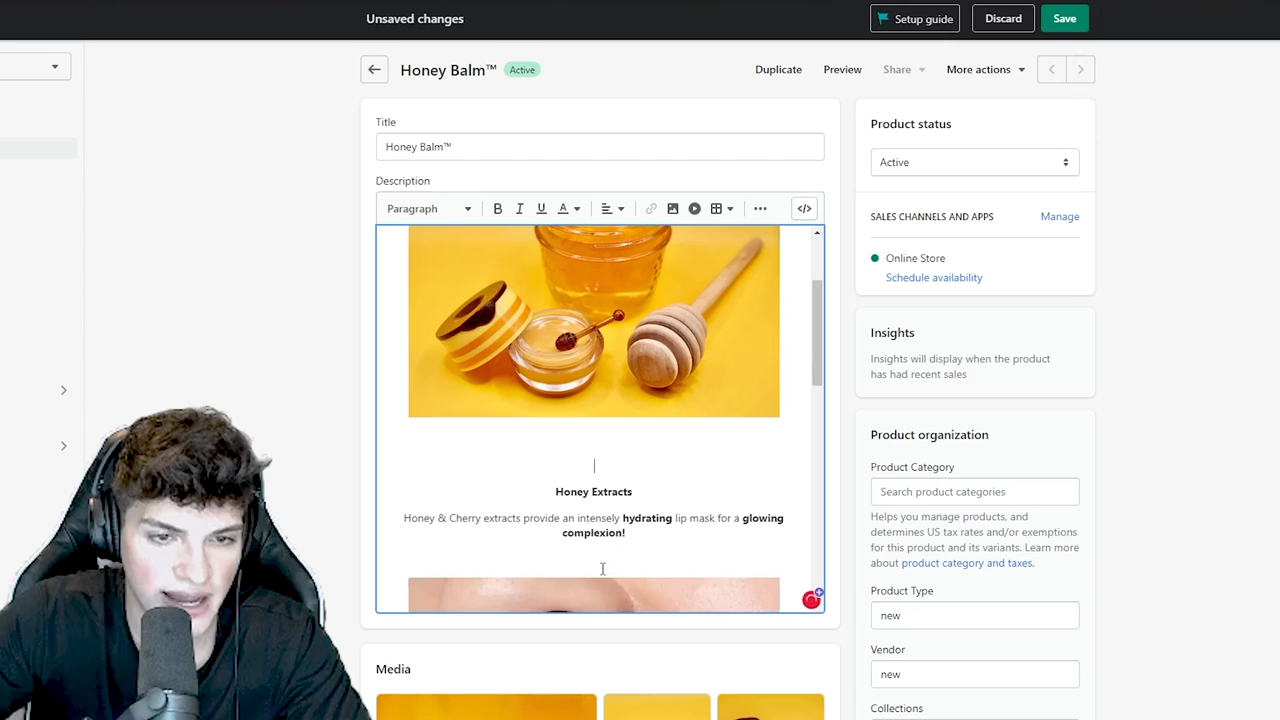 Unsaved changes
Setup guide
Discard
Save
Honey Balm™
Active
Duplicate
Preview
Share
More actions
Title
Honey Balm™
Description
Paragraph
B I U A
</>
Honey Extracts
Honey & Cherry extracts provide an intensely hydrating lip mask for a glowing
complexion!
Media
Product status
Active
SALES CHANNELS AND APPS
Manage
Online Store
Schedule availability
Insights
Insights will display when the product
has had recent sales
Product organization
Product Category
Search product categories
Helps you manage products, and
determines US tax rates and/or exemptions
for this product and its variants. Learn more
about product category and taxes.
Product Type
new
Vendor
new
Collections